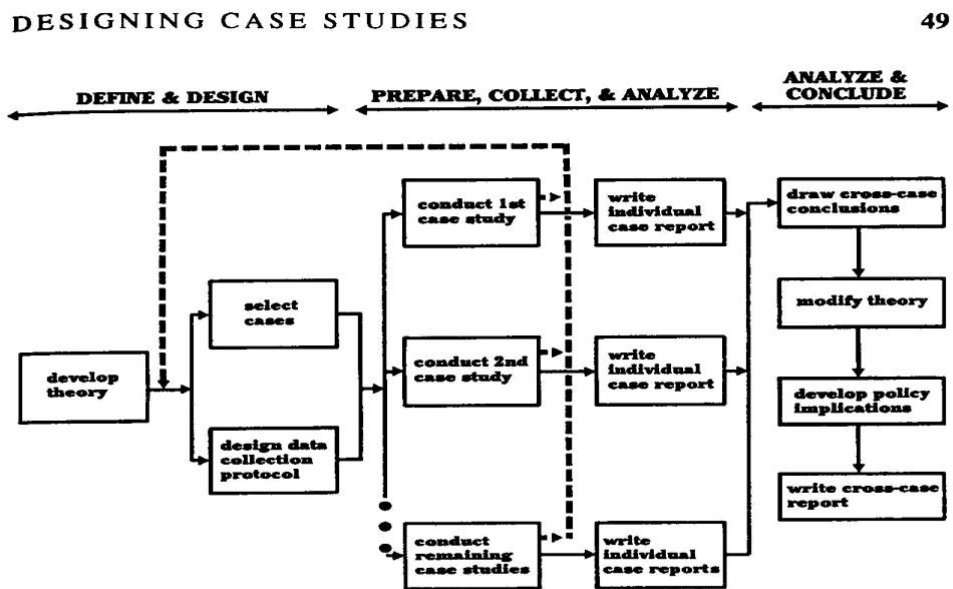 DESIGNING CASE STUDIES 49
DEFINE & DESIGN
PREPARE, COLLECT, & ANALYZE
ANALYZE &
CONCLUDE
develop
theory
select
cases
design data
collection
protocol
conduct 1st
case study
conduct 2nd
case study
conduct
remaining
case studies
write
individual
case report
write
individual
case report
write
individual
case reports
draw cross-case
conclusions
modify theory
develop policy
implications
write cross-case
report